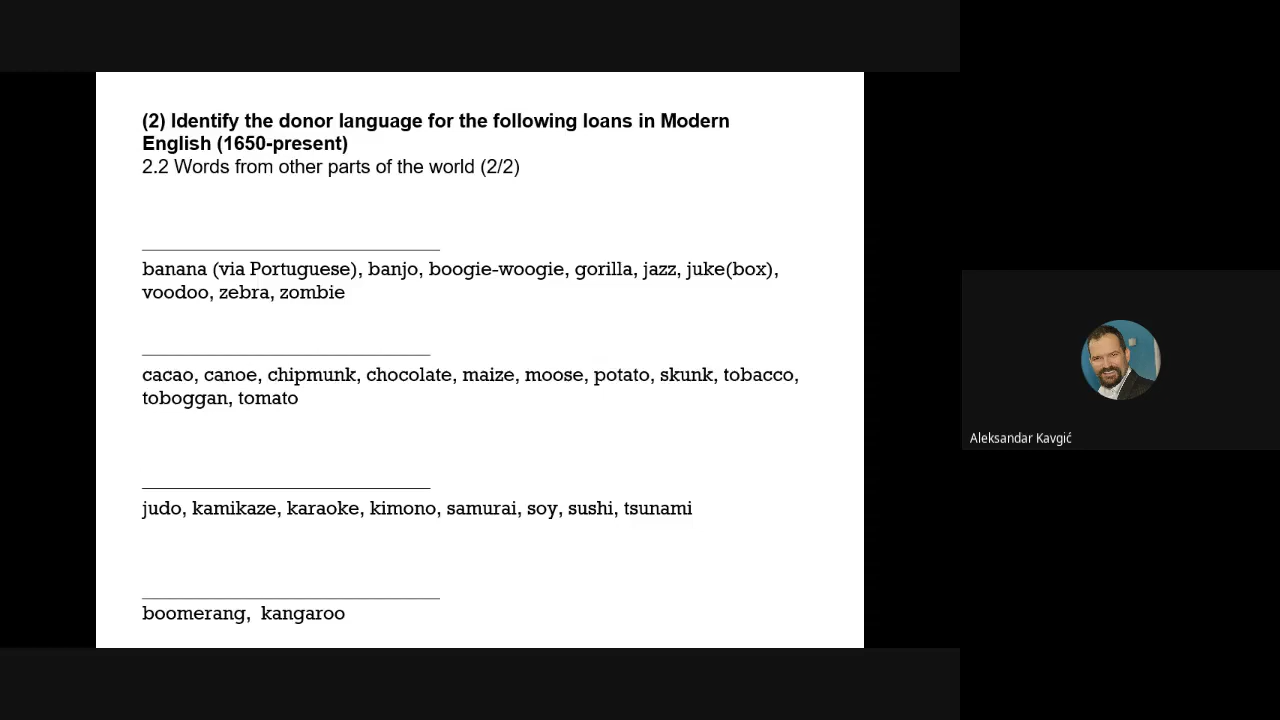 (2) Identify the donor language for the following loans in Modern
English (1650-present)
2.2 Words from other parts of the world (2/2)
banana (via Portuguese), banjo, boogie-woogie, gorilla, jazz, juke(box),
voodoo, zebra, zombie
cacao, canoe, chipmunk, chocolate, maize, moose, potato, skunk, tobacco,
toboggan, tomato
judo, kamikaze, karaoke, kimono, samurai, soy, sushi, tsunami
boomerang, kangaroo
Aleksandar Kavgić